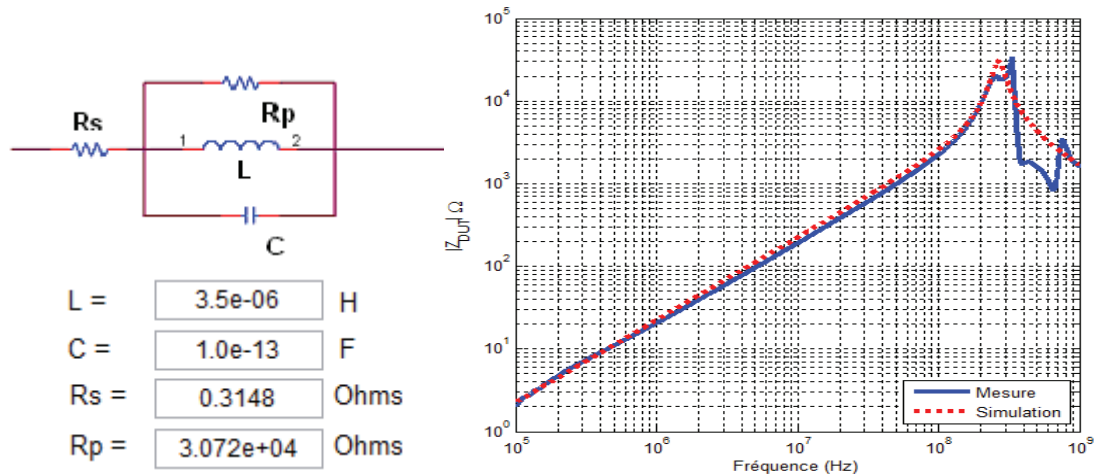 Rs
Rp
1
2
L
C
L =
3.5e-06
H
C =
1.0e-13
F
Rs =
0.3148
Ohms
Rp =
3.072e+04
Ohms
|Z_DUT| Ω
10^5
10^4
10^3
10^2
10^1
10^0
10^5
10^6
10^7
10^8
10^9
Fréquence (Hz)
Mesure
Simulation